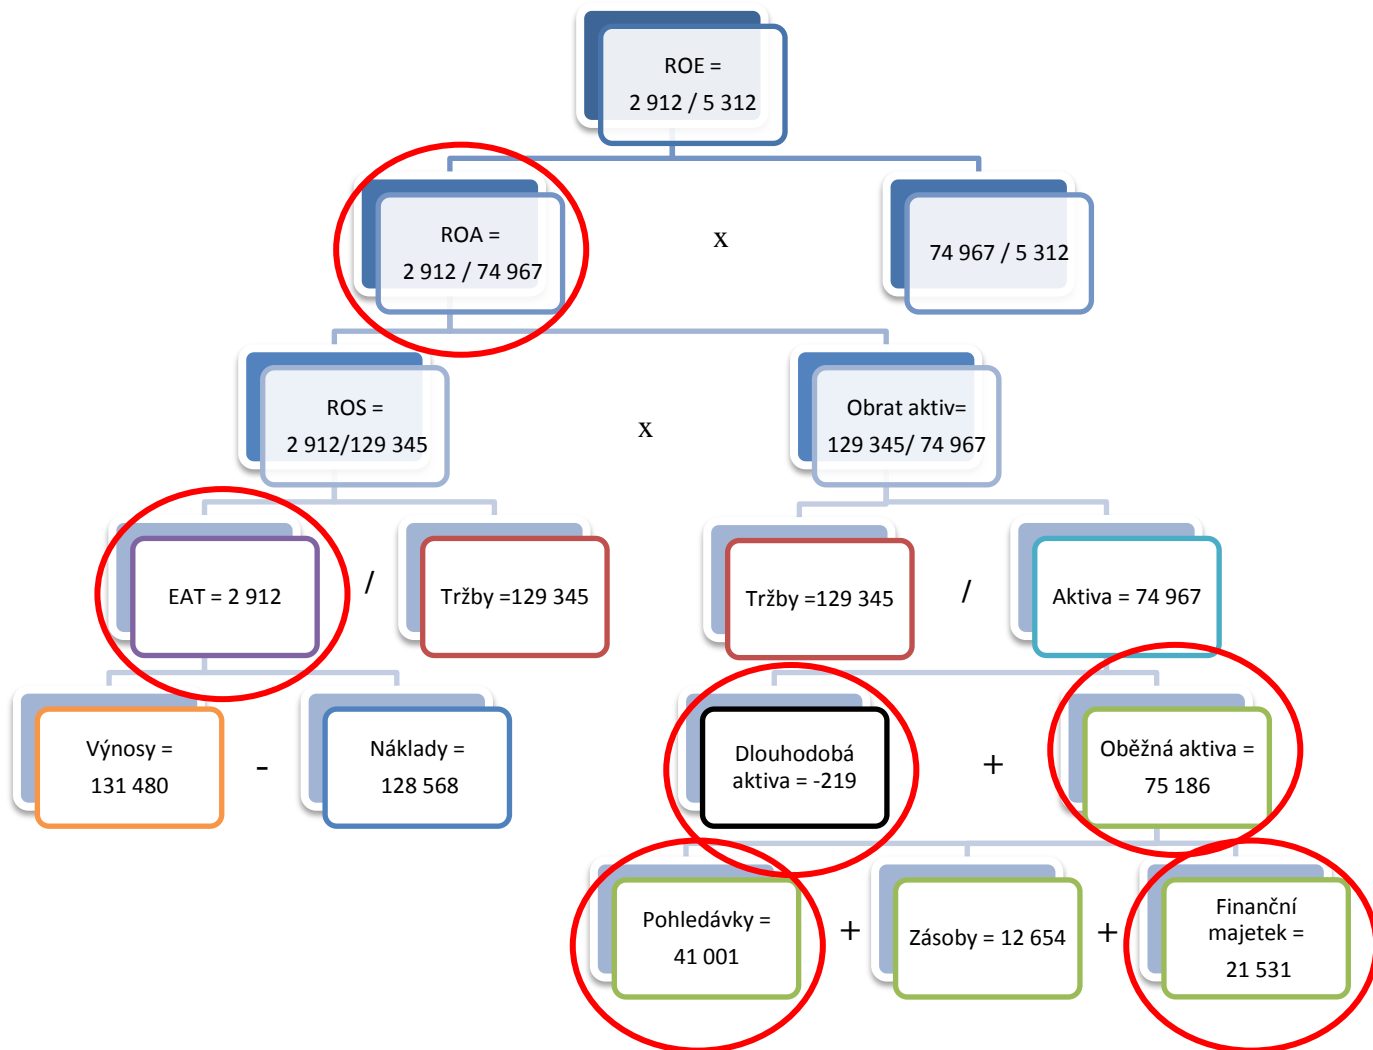 ROE =
2 912 / 5 312
ROA =
2 912 / 74 967
x
74 967 / 5 312
ROS =
2 912/129 345
x
Obrat aktiv=
129 345/ 74 967
EAT = 2 912
/
Tržby =129 345
Tržby =129 345
/
Aktiva = 74 967
Výnosy =
131 480
-
Náklady =
128 568
Dlouhodobá
aktiva = -219
+
Oběžná aktiva =
75 186
Pohledávky =
41 001
+
Zásoby = 12 654
+
Finanční
majetek =
21 531